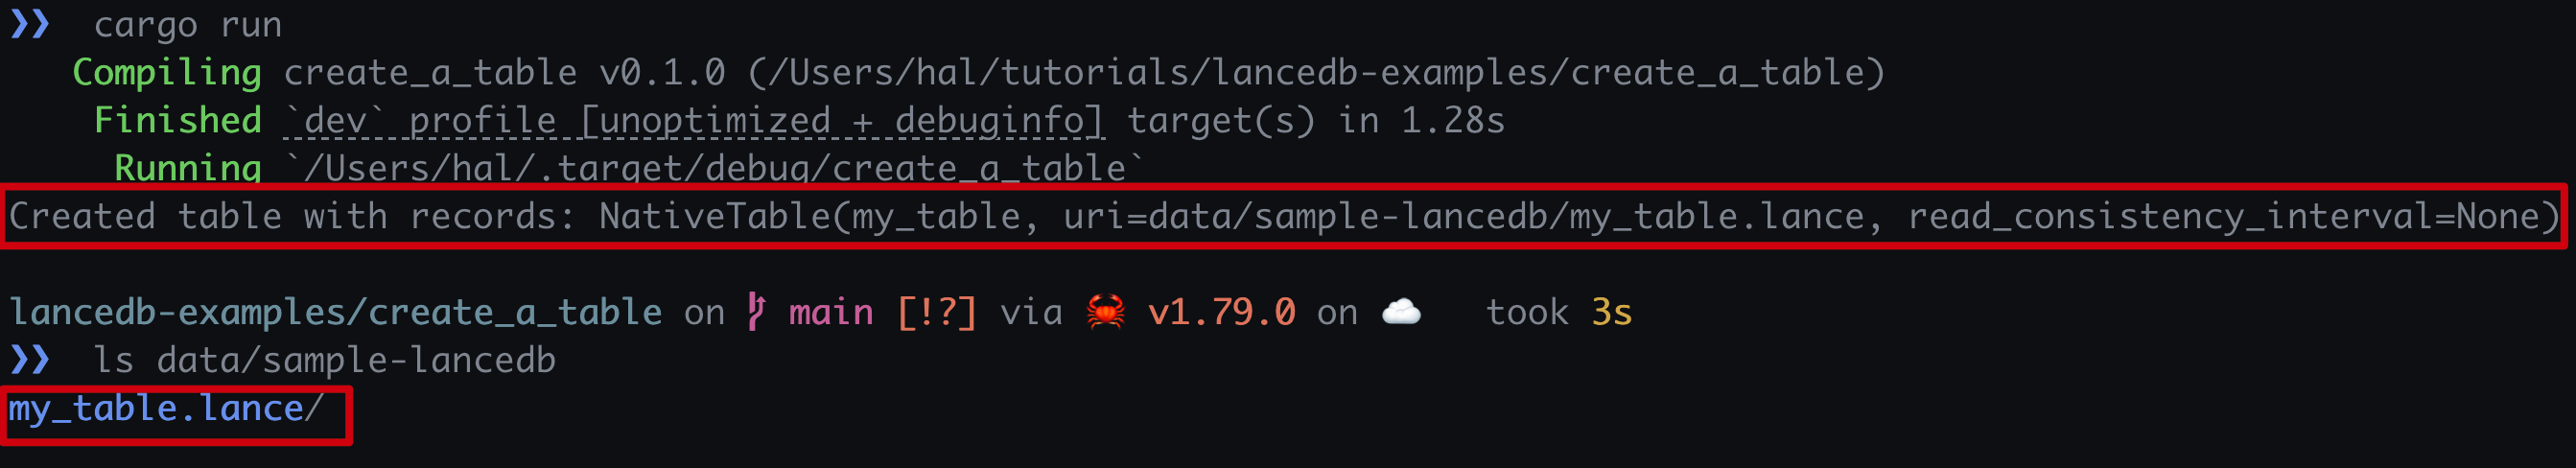 ❯❯ cargo run
Compiling create_a_table v0.1.0 (/Users/hal/tutorials/lancedb-examples/create_a_table)
Finished `dev` profile [unoptimized + debuginfo] target(s) in 1.28s
Running `/Users/hal/.target/debug/create_a_table`
Created table with records: NativeTable(my_table, uri=data/sample-lancedb/my_table.lance, read_consistency_interval=None)
lancedb-examples/create_a_table on main [!?] via 🦀 v1.79.0 on ☁️ took 3s
❯❯ ls data/sample-lancedb
my_table.lance/